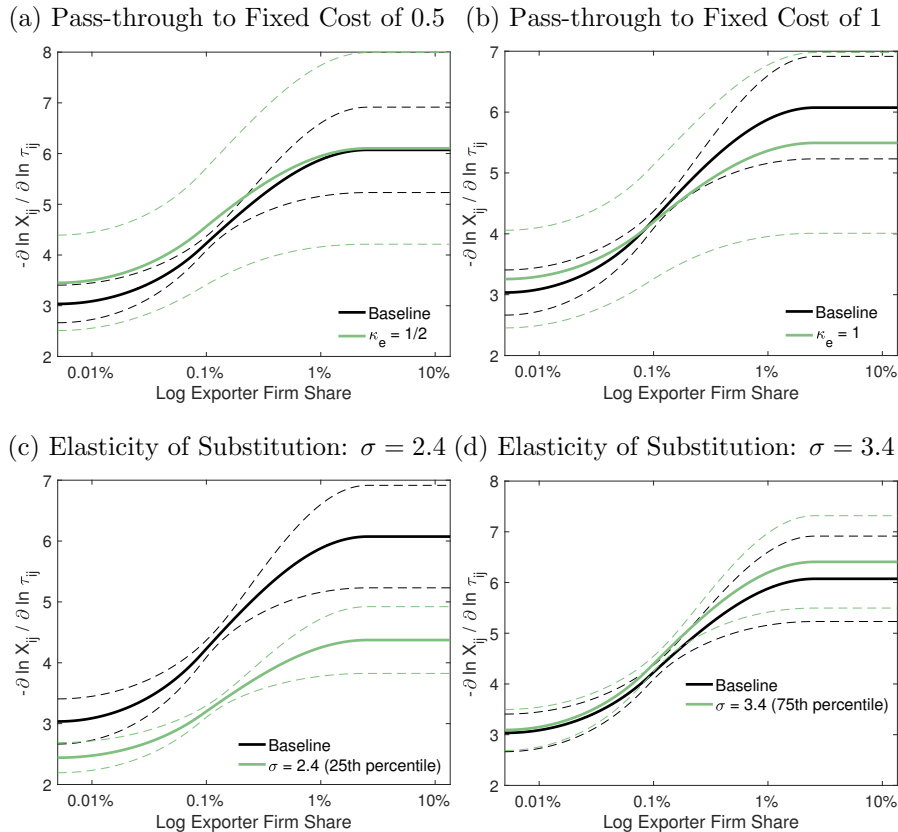 (a) Pass-through to Fixed Cost of 0.5
8
7
6
5
4
3
2
-∂ ln X_ij / ∂ ln τ_ij
0.01% 0.1% 1% 10%
Log Exporter Firm Share
Baseline
κ_e = 1/2
(b) Pass-through to Fixed Cost of 1
7
6
5
4
3
2
1
-∂ ln X_ij / ∂ ln τ_ij
0.01% 0.1% 1% 10%
Log Exporter Firm Share
Baseline
κ_e = 1
(c) Elasticity of Substitution: σ = 2.4
7
6
5
4
3
2
-∂ ln X_ij / ∂ ln τ_ij
0.01% 0.1% 1% 10%
Log Exporter Firm Share
Baseline
σ = 2.4 (25th percentile)
(d) Elasticity of Substitution: σ = 3.4
8
7
6
5
4
3
2
1
-∂ ln X_ij / ∂ ln τ_ij
0.01% 0.1% 1% 10%
Log Exporter Firm Share
Baseline
σ = 3.4 (75th percentile)